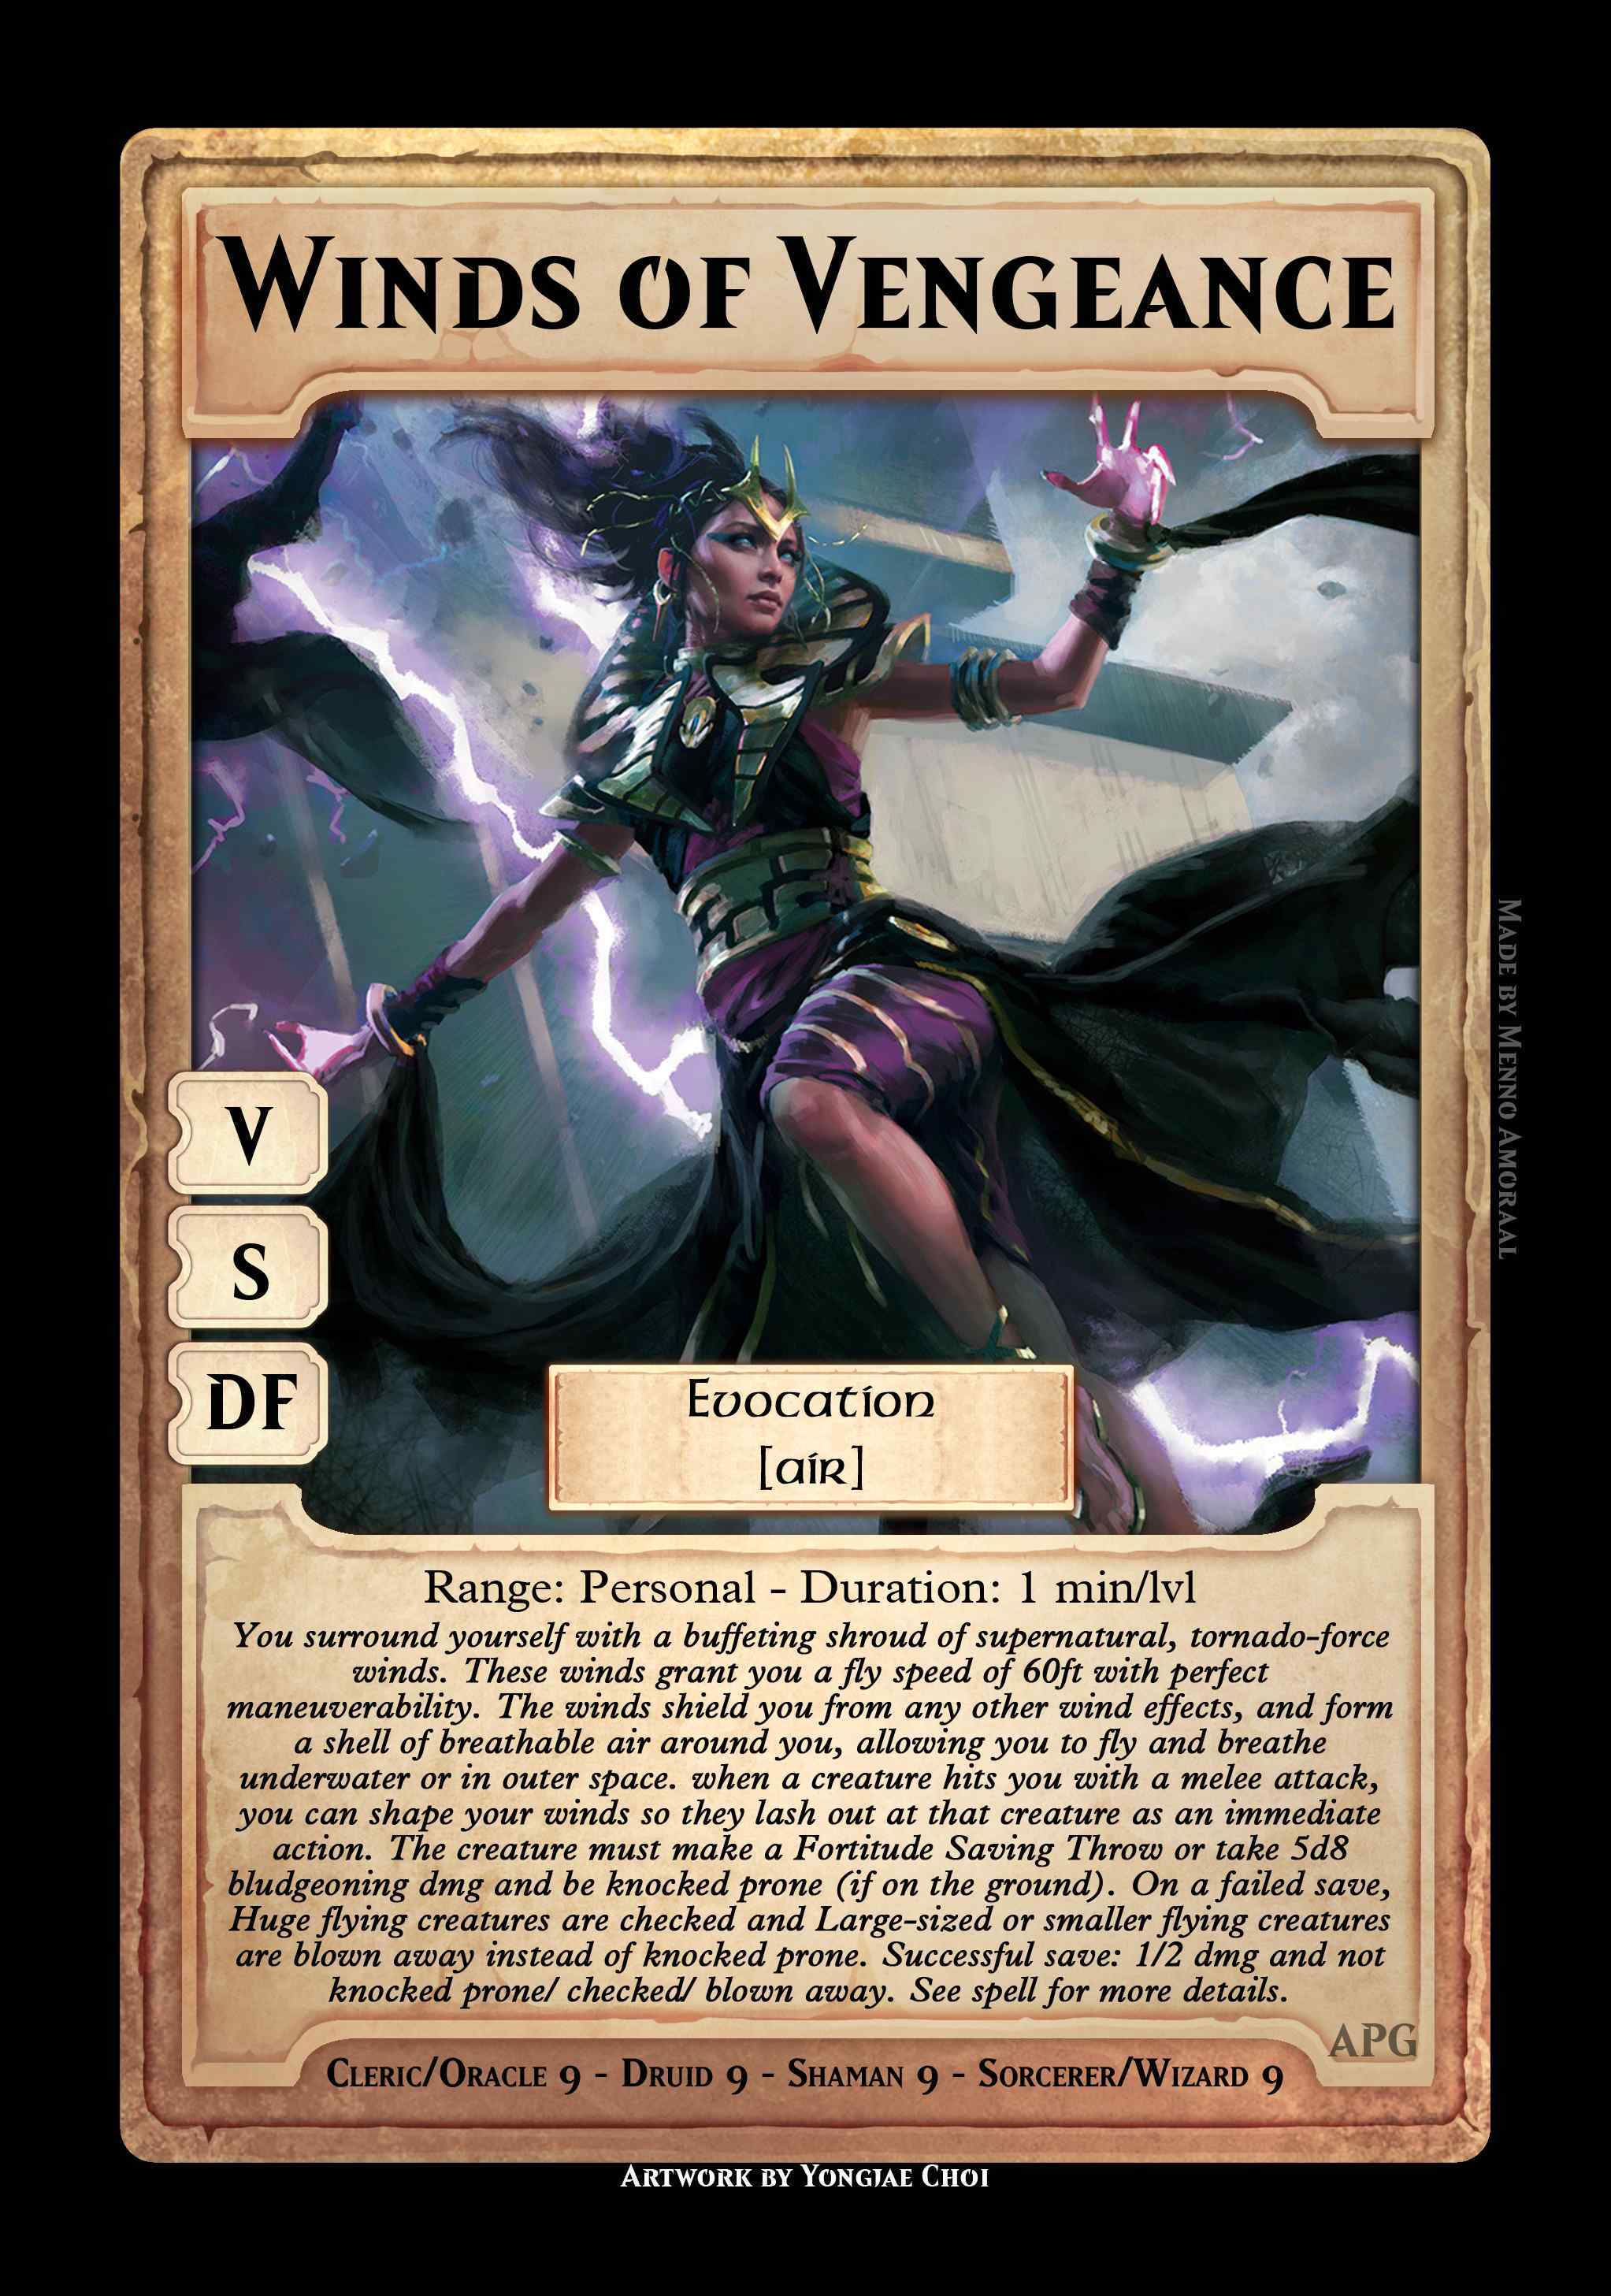 Winds of Vengeance
V
S
DF
Evocation
[air]
Range: Personal - Duration: 1 min/lvl
You surround yourself with a buffeting shroud of supernatural, tornado-force
winds. These winds grant you a fly speed of 60ft with perfect
maneuverability. The winds shield you from any other wind effects, and form
a shell of breathable air around you, allowing you to fly and breathe
underwater or in outer space. when a creature hits you with a melee attack,
you can shape your winds so they lash out at that creature as an immediate
action. The creature must make a Fortitude Saving Throw or take 5d8
bludgeoning dmg and be knocked prone (if on the ground). On a failed save,
Huge flying creatures are checked and Large-sized or smaller flying creatures
are blown away instead of knocked prone. Successful save: 1/2 dmg and not
knocked prone/ checked/ blown away. See spell for more details.
APG
Cleric/Oracle 9 - Druid 9 - Shaman 9 - Sorcerer/Wizard 9
Artwork by Yongjae Choi
Made by Menno Amoraal